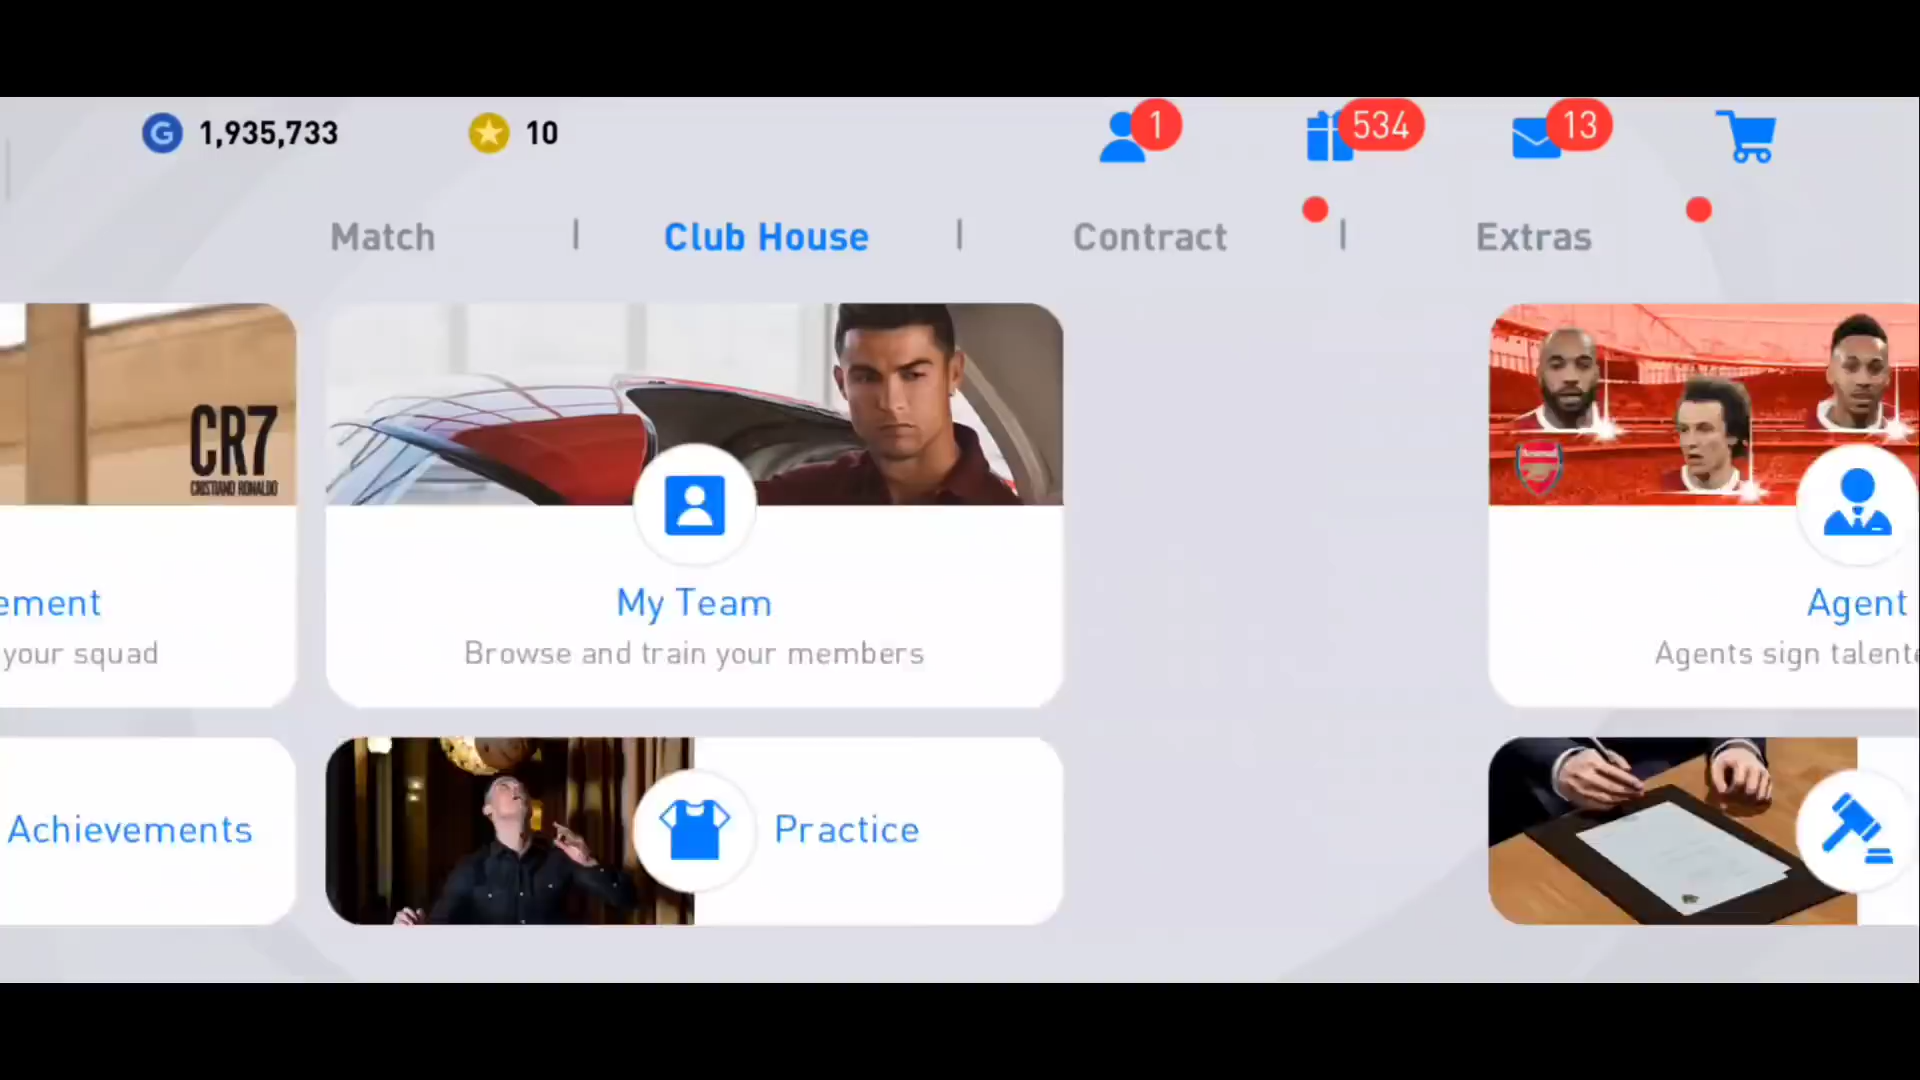 G 1,935,733
10
1
534
13
Match
Club House
Contract
Extras
CR7
CRISTIANO RONALDO
ement
your squad
My Team
Browse and train your members
Agent
Agents sign talente
Achievements
Practice